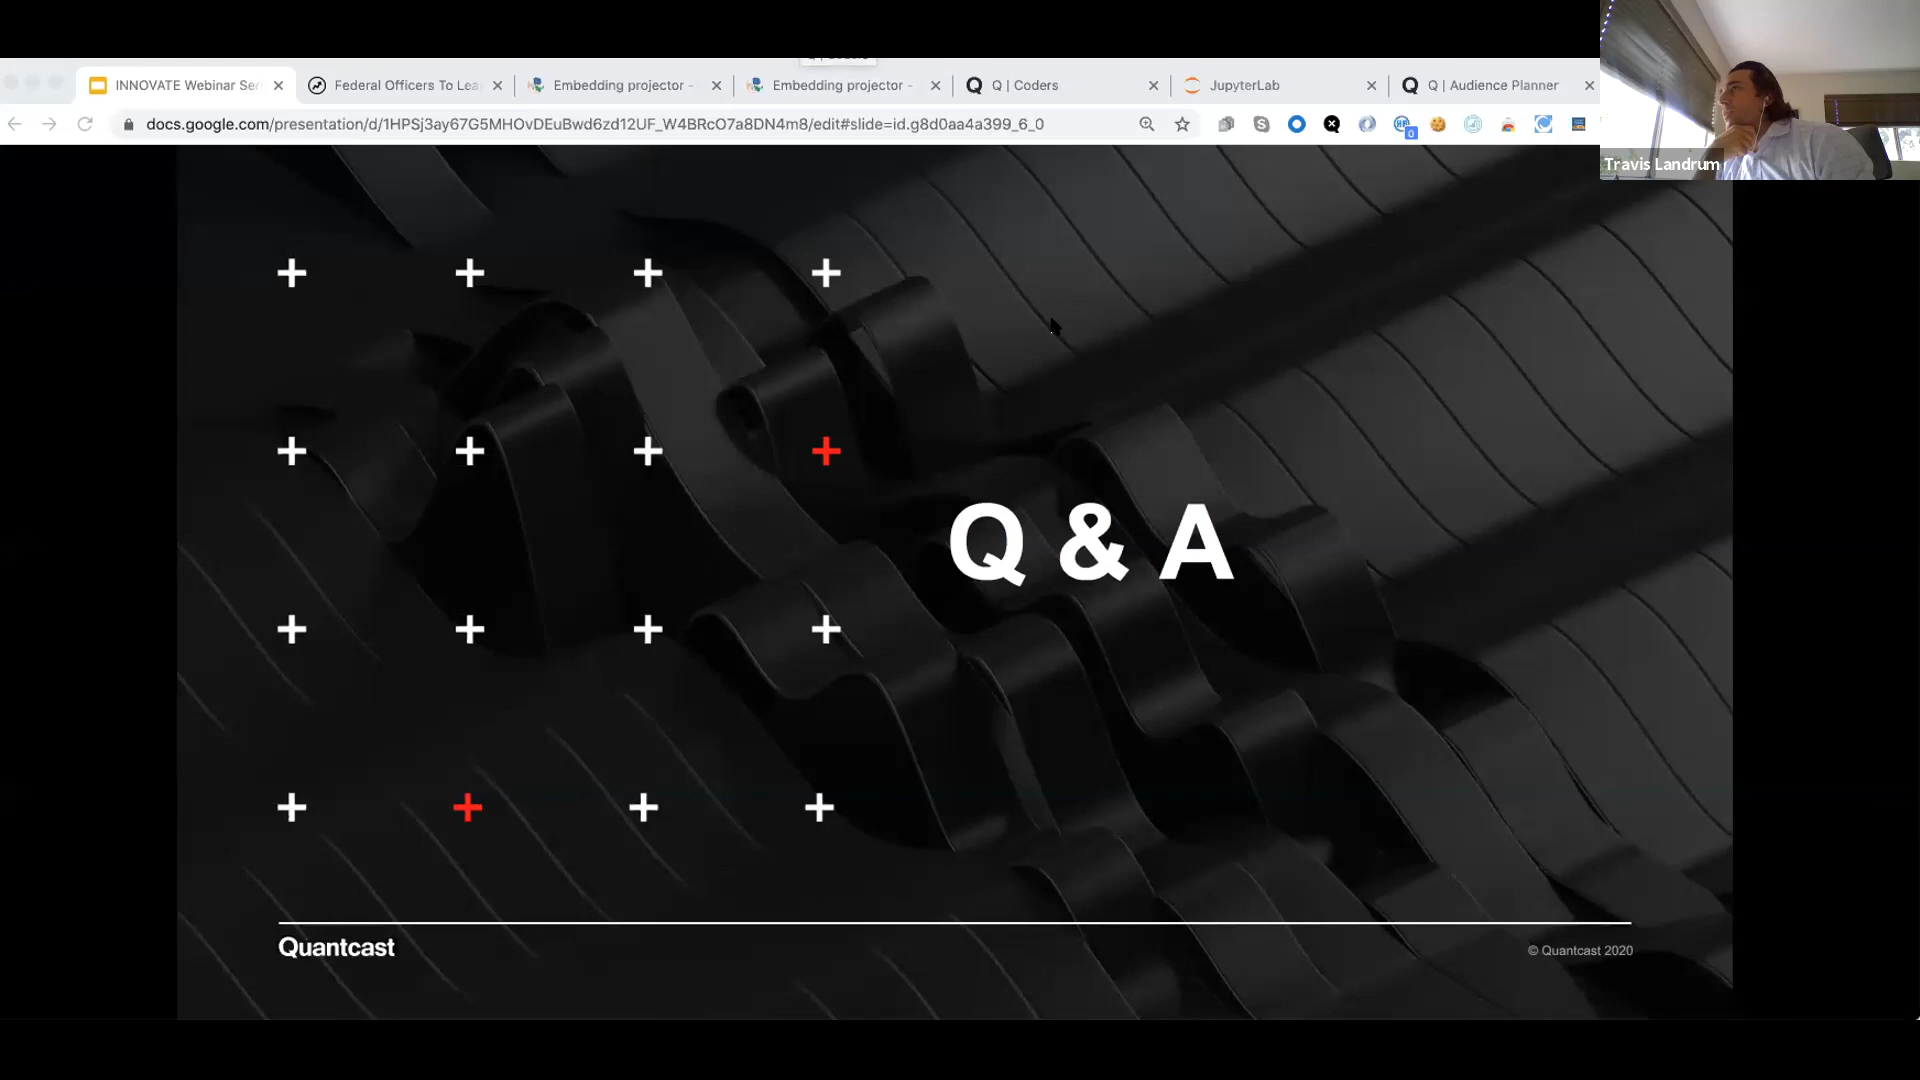 INNOVATE Webinar Ser
Federal Officers To Lea
Embedding projector -
Embedding projector -
Q | Coders
JupyterLab
Q | Audience Planner
docs.google.com/presentation/d/1HPSj3ay67G5MHOvDEuBwd6zd12UF_W4BRcO7a8DN4m8/edit#slide=id.g8d0aa4a399_6_0
0
Travis Landrum
Q & A
Quantcast
© Quantcast 2020